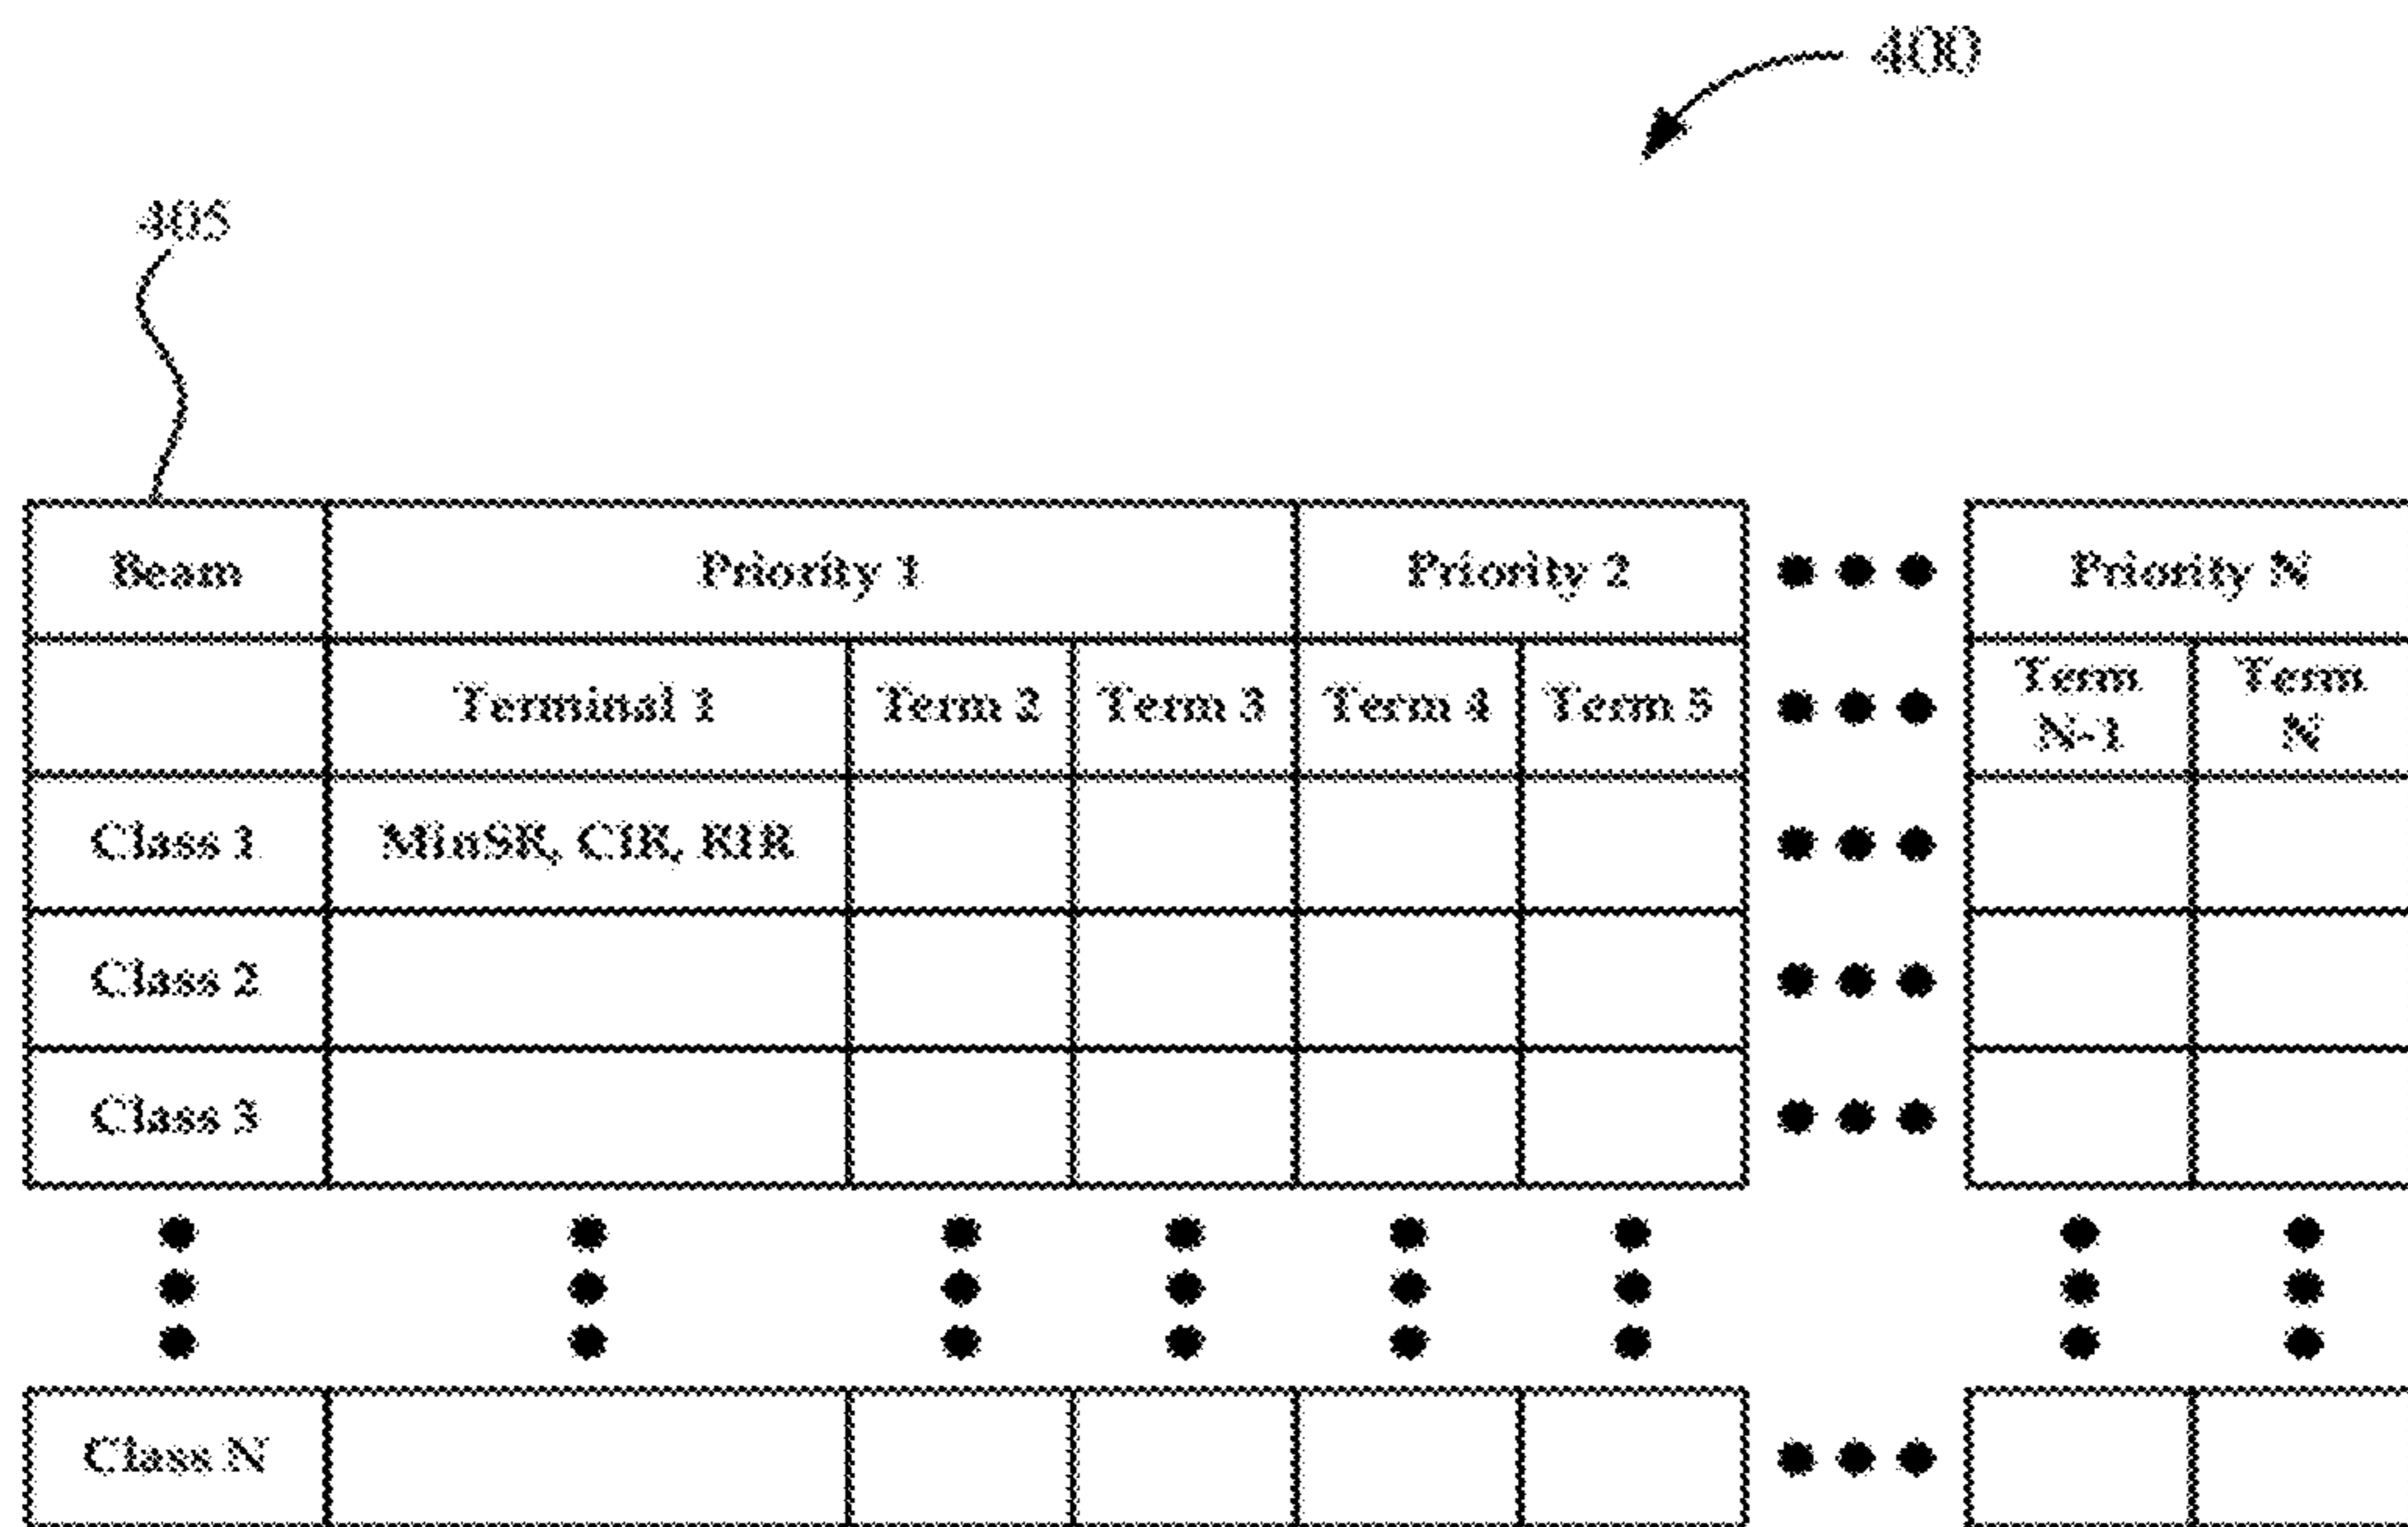 400
405
Beam Priority 1 Priority 2 Priority N
Terminal 1 Term 2 Term 3 Term 4 Term 5 Term N-1 Term N
Class 1 MinSR, CIR, RIR
Class 2
Class 3
Class N